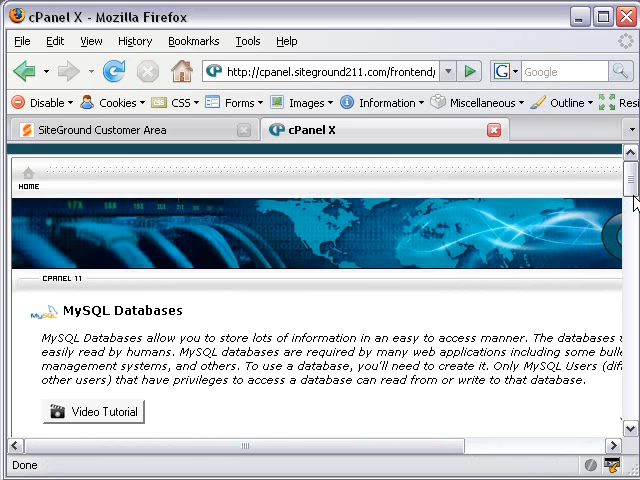 cPanel X - Mozilla Firefox
File Edit View History Bookmarks Tools Help
http://cpanel.siteground211.com/frontend/ G Google
Disable Cookies CSS Forms Images Information Miscellaneous Outline Resi
SiteGround Customer Area cPanel X
HOME
CPANEL 11
MySQL MySQL Databases
MySQL Databases allow you to store lots of information in an easy to access manner. The databases
easily read by humans. MySQL databases are required by many web applications including some bulle
management systems, and others. To use a database, you'll need to create it. Only MySQL Users (dif
other users) that have privileges to access a database can read from or write to that database.
Video Tutorial
Done